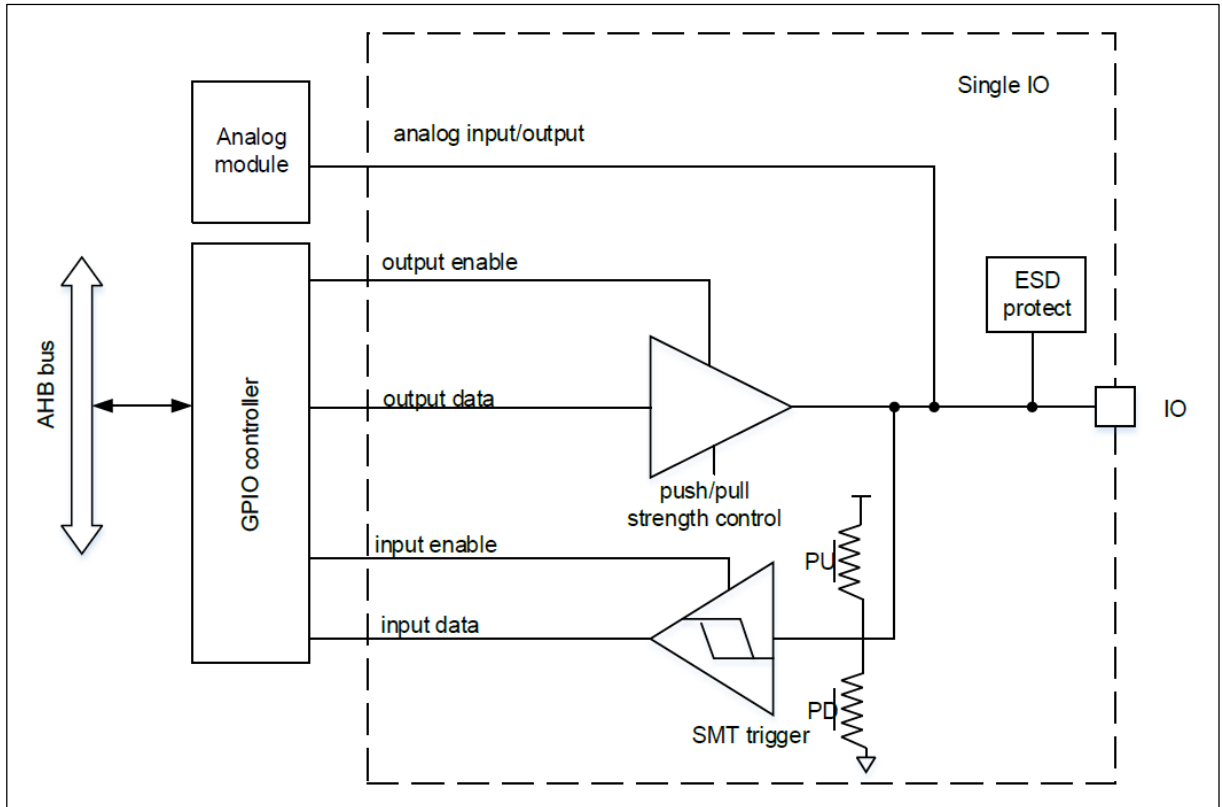 Single IO
Analog
module
analog input/output
output enable
ESD
protect
AHB bus
GPIO controller
output data
IO
push/pull
strength control
input enable
PU
input data
PD
SMT trigger